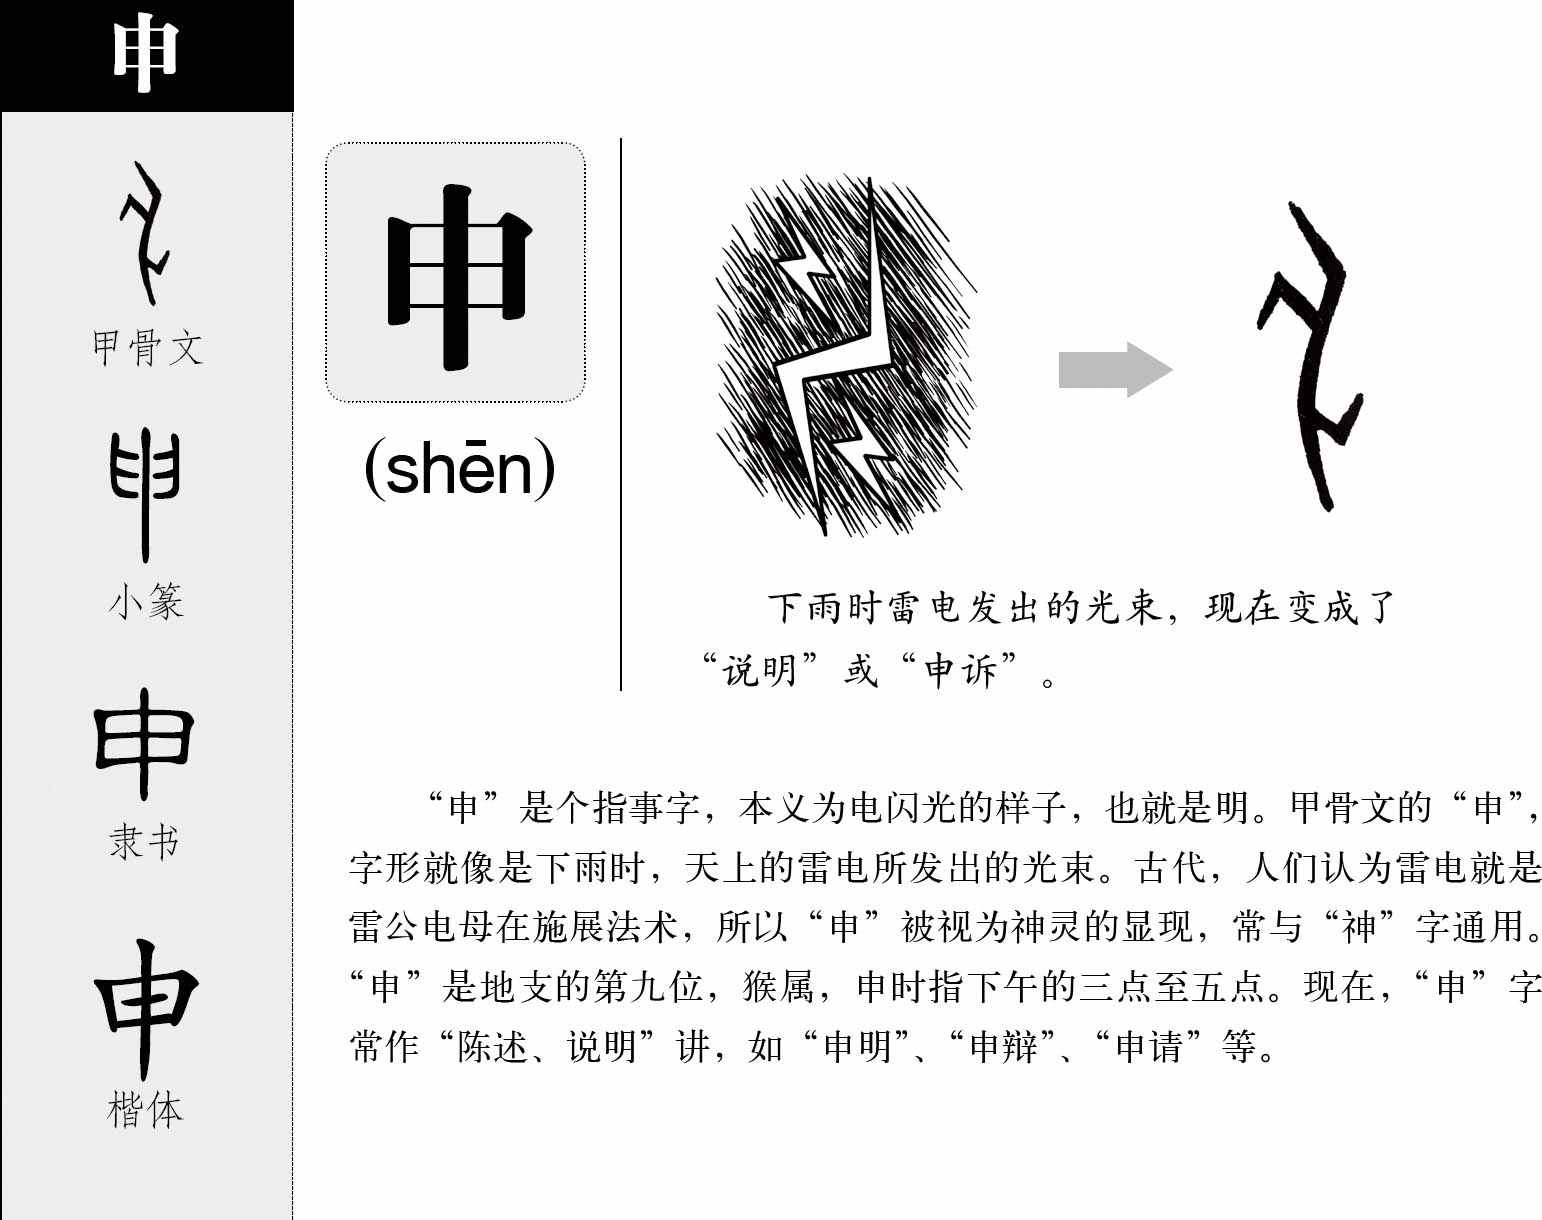 申
甲骨文
申
小篆
申
隶书
申
楷体
申
(shēn)
下雨时雷电发出的光束，现在变成了
“说明”或“申诉”。
“申”是个指事字，本义为电闪光的样子，也就是明。甲骨文的“申”，
字形就像是下雨时，天上的雷电所发出的光束。古代，人们认为雷电就是
雷公电母在施展法术，所以“申”被视为神灵的显现，常与“神”字通用。
“申”是地支的第九位，猴属，申时指下午的三点至五点。现在，“申”字
常作“陈述、说明”讲，如“申明”、“申辩”、“申请”等。